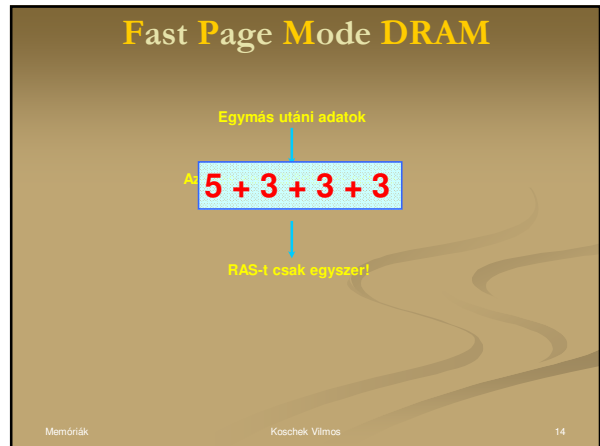 Fast Page Mode DRAM
Egymás utáni adatok
5 + 3 + 3 + 3
RAS-t csak egyszer!
Memóriák
Koschek Vilmos
14